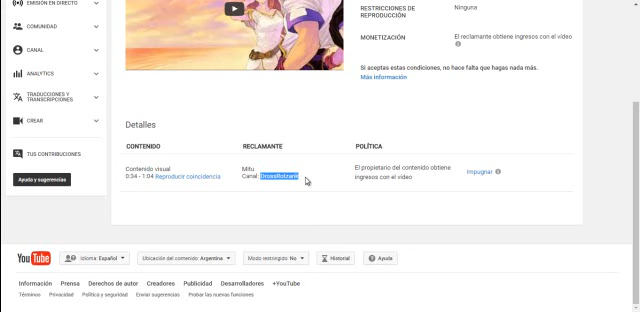 EMISIÓN EN DIRECTO
COMUNIDAD
CANAL
ANALYTICS
TRADUCCIONES Y
TRANSCRIPCIONES
CREAR
TUS CONTRIBUCIONES
Ayuda y sugerencias
RESTRICCIONES DE
REPRODUCCIÓN
Ninguna
MONETIZACIÓN
El reclamante obtiene ingresos con el vídeo
Si aceptas estas condiciones, no hace falta que hagas nada más.
Más información
Detalles
CONTENIDO RECLAMANTE POLÍTICA
Contenido visual
0:34 - 1:04 Reproducir coincidencia
Mitu
Canal: DrossRotzank
El propietario del contenido obtiene
ingresos con el vídeo
Impugnar
YouTube Idioma: Español Ubicación del contenido: Argentina Modo restringido: No Historial Ayuda
Información Prensa Derechos de autor Creadores Publicidad Desarrolladores +YouTube
Términos Privacidad Política y seguridad Enviar sugerencias Probar las nuevas funciones